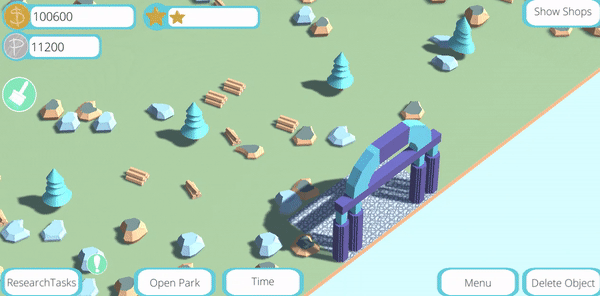 100600
Show Shops
11200
ResearchTasks
Open Park
Time
Menu
Delete Object